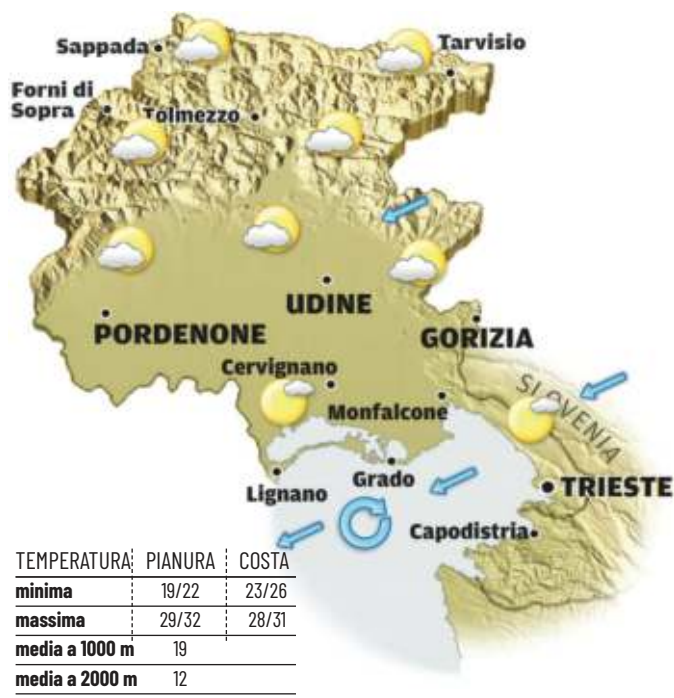 Sappada
Tarvisio
Forni di
Sopra
Tolmezzo
UDINE
PORDENONE
GORIZIA
Cervignano
SLOVENIA
Monfalcone
Grado
Lignano
TRIESTE
Capodistria
TEMPERATURA PIANURA COSTA
minima 19/22 23/26
massima 29/32 28/31
media a 1000 m 19
media a 2000 m 12